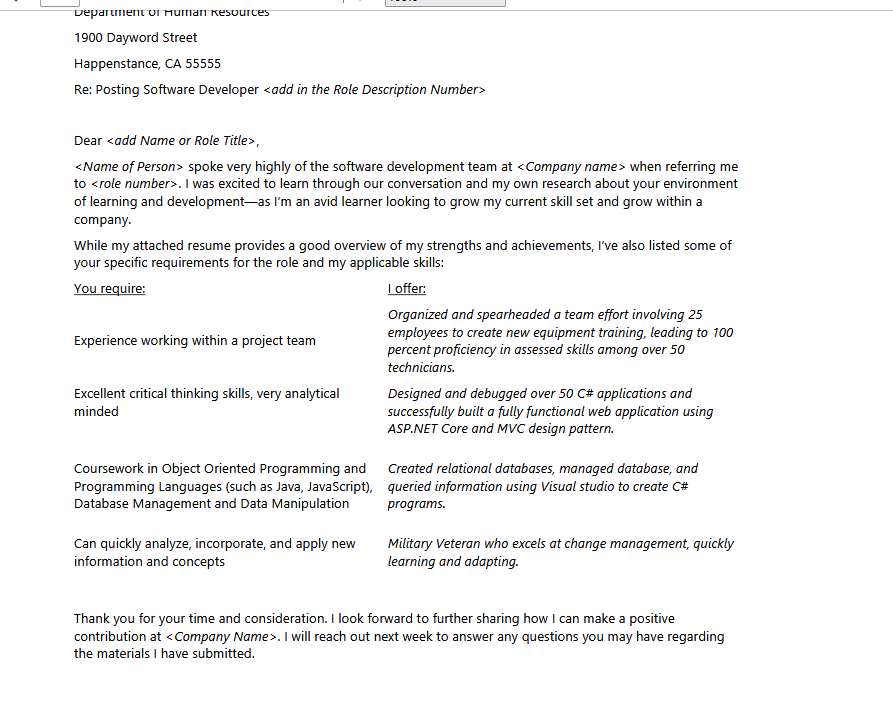 Department of Human Resources
1900 Dayword Street
Happenstance, CA 55555
Re: Posting Software Developer <add in the Role Description Number>
Dear <add Name or Role Title>,
<Name of Person> spoke very highly of the software development team at <Company name> when referring me
to <role number>. I was excited to learn through our conversation and my own research about your environment
of learning and development—as I'm an avid learner looking to grow my current skill set and grow within a
company.
While my attached resume provides a good overview of my strengths and achievements, I've also listed some of
your specific requirements for the role and my applicable skills:
You require:
I offer:
Experience working within a project team
Organized and spearheaded a team effort involving 25
employees to create new equipment training, leading to 100
percent proficiency in assessed skills among over 50
technicians.
Excellent critical thinking skills, very analytical
minded
Designed and debugged over 50 C# applications and
successfully built a fully functional web application using
ASP.NET Core and MVC design pattern.
Coursework in Object Oriented Programming and
Programming Languages (such as Java, JavaScript),
Database Management and Data Manipulation
Created relational databases, managed database, and
queried information using Visual studio to create C#
programs.
Can quickly analyze, incorporate, and apply new
information and concepts
Military Veteran who excels at change management, quickly
learning and adapting.
Thank you for your time and consideration. I look forward to further sharing how I can make a positive
contribution at <Company Name>. I will reach out next week to answer any questions you may have regarding
the materials I have submitted.